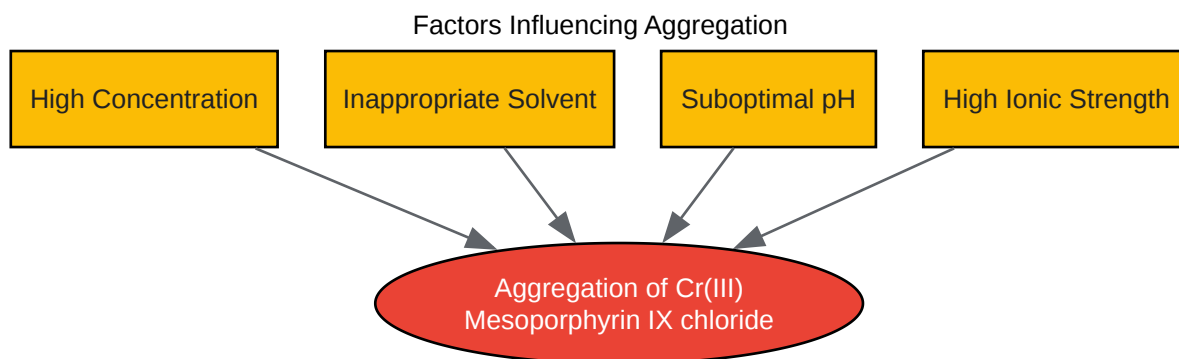 Factors Influencing Aggregation
High Concentration
Inappropriate Solvent
Suboptimal pH
High Ionic Strength
Aggregation of Cr(III)
Mesoporphyrin IX chloride